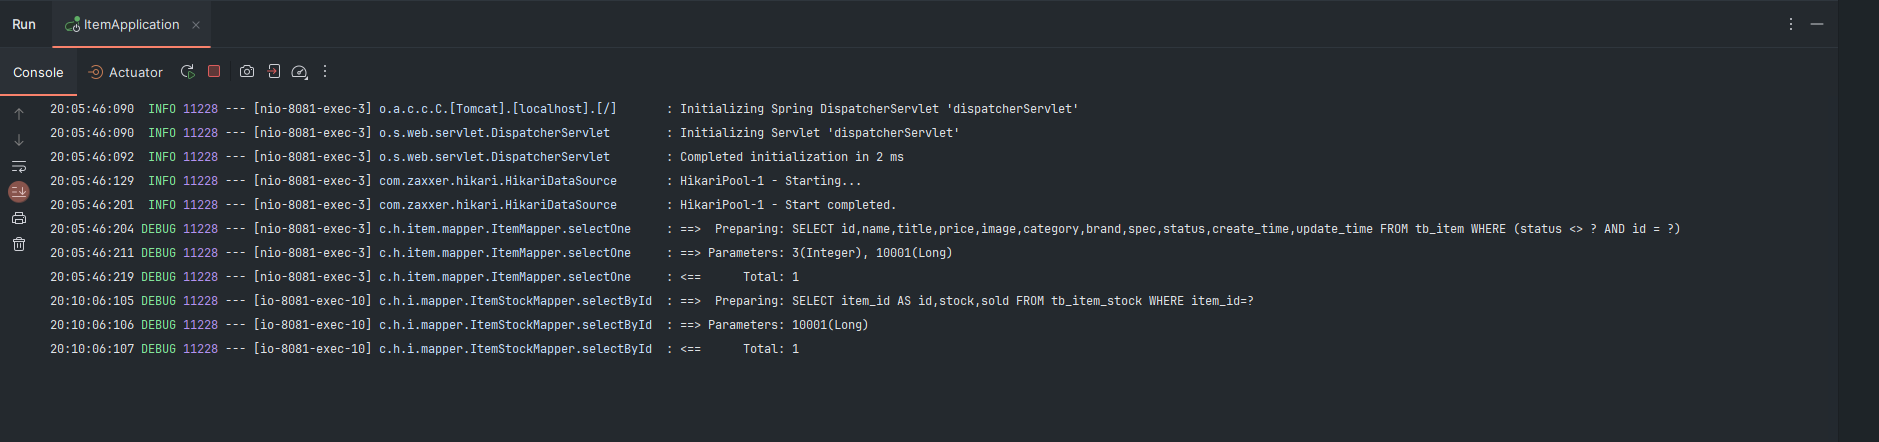 Run ItemApplication
Console Actuator
20:05:46:090  INFO 11228 --- [nio-8081-exec-3] o.a.c.c.C.[Tomcat].[localhost].[/]       : Initializing Spring DispatcherServlet 'dispatcherServlet'
20:05:46:090  INFO 11228 --- [nio-8081-exec-3] o.s.web.servlet.DispatcherServlet        : Initializing Servlet 'dispatcherServlet'
20:05:46:092  INFO 11228 --- [nio-8081-exec-3] o.s.web.servlet.DispatcherServlet        : Completed initialization in 2 ms
20:05:46:129  INFO 11228 --- [nio-8081-exec-3] com.zaxxer.hikari.HikariDataSource       : HikariPool-1 - Starting...
20:05:46:201  INFO 11228 --- [nio-8081-exec-3] com.zaxxer.hikari.HikariDataSource       : HikariPool-1 - Start completed.
20:05:46:204 DEBUG 11228 --- [nio-8081-exec-3] c.h.item.mapper.ItemMapper.selectOne     : ==>  Preparing: SELECT id,name,title,price,image,category,brand,spec,status,create_time,update_time FROM tb_item WHERE (status <> ? AND id = ?)
20:05:46:211 DEBUG 11228 --- [nio-8081-exec-3] c.h.item.mapper.ItemMapper.selectOne     : ==> Parameters: 3(Integer), 10001(Long)
20:05:46:219 DEBUG 11228 --- [nio-8081-exec-3] c.h.item.mapper.ItemMapper.selectOne     : <==      Total: 1
20:10:06:105 DEBUG 11228 --- [io-8081-exec-10] c.h.i.mapper.ItemStockMapper.selectById  : ==>  Preparing: SELECT item_id AS id,stock,sold FROM tb_item_stock WHERE item_id=?
20:10:06:106 DEBUG 11228 --- [io-8081-exec-10] c.h.i.mapper.ItemStockMapper.selectById  : ==> Parameters: 10001(Long)
20:10:06:107 DEBUG 11228 --- [io-8081-exec-10] c.h.i.mapper.ItemStockMapper.selectById  : <==      Total: 1